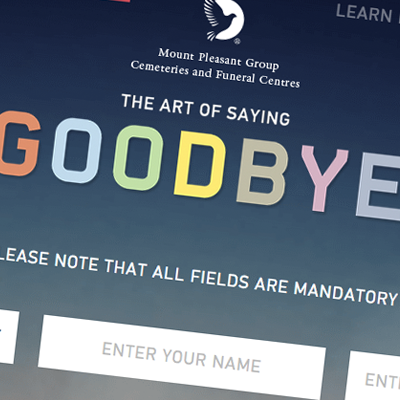 LEARN
®
Mount Pleasant Group
Cemeteries and Funeral Centres
THE ART OF SAYING
GOODBYE
LEASE NOTE THAT ALL FIELDS ARE MANDATORY
ENTER YOUR NAME
ENT